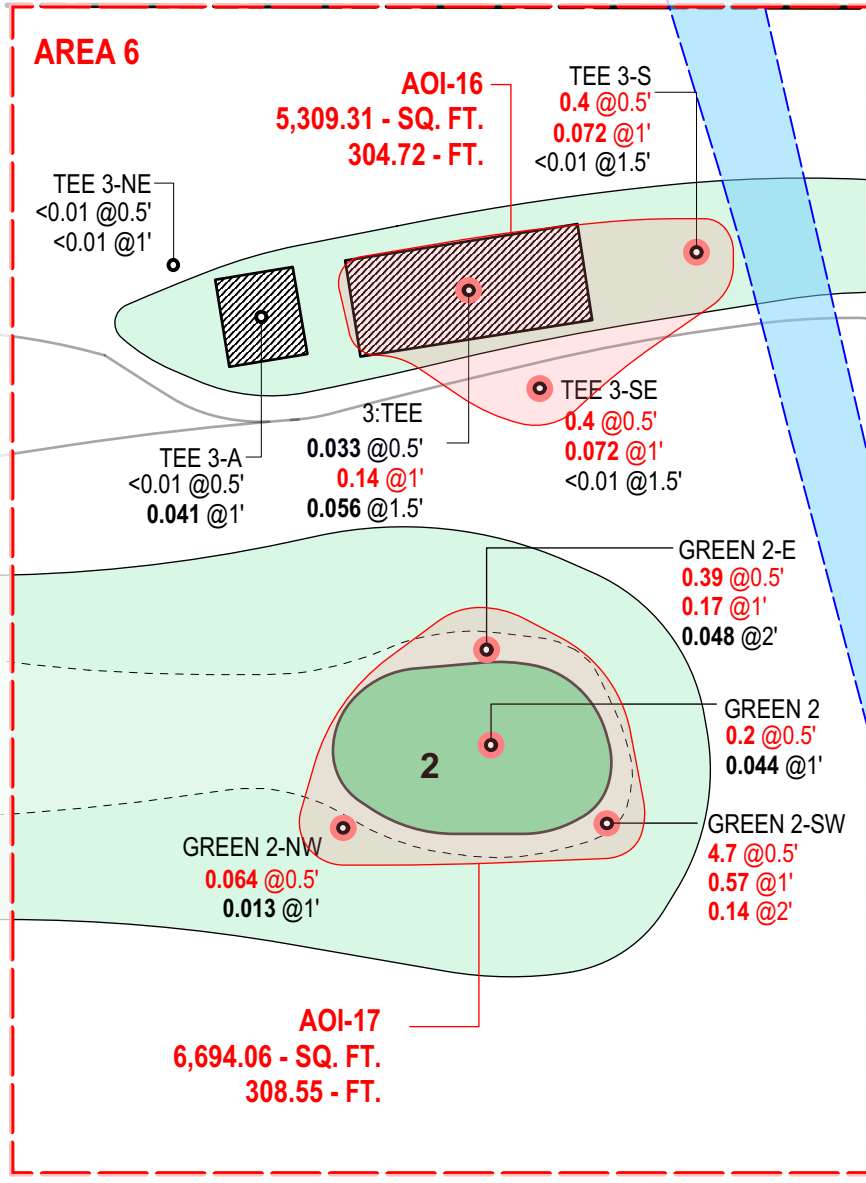 AREA 6
AOI-16
5,309.31 - SQ. FT.
304.72 - FT.
TEE 3-S
0.4 @0.5'
0.072 @1'
<0.01 @1.5'
TEE 3-NE
<0.01 @0.5'
<0.01 @1'
3:TEE
0.033 @0.5'
0.14 @1'
0.056 @1.5'
TEE 3-SE
0.4 @0.5'
0.072 @1'
<0.01 @1.5'
TEE 3-A
<0.01 @0.5'
0.041 @1'
GREEN 2-E
0.39 @0.5'
0.17 @1'
0.048 @2'
GREEN 2
0.2 @0.5'
0.044 @1'
2
GREEN 2-SW
4.7 @0.5'
0.57 @1'
0.14 @2'
GREEN 2-NW
0.064 @0.5'
0.013 @1'
AOI-17
6,694.06 - SQ. FT.
308.55 - FT.